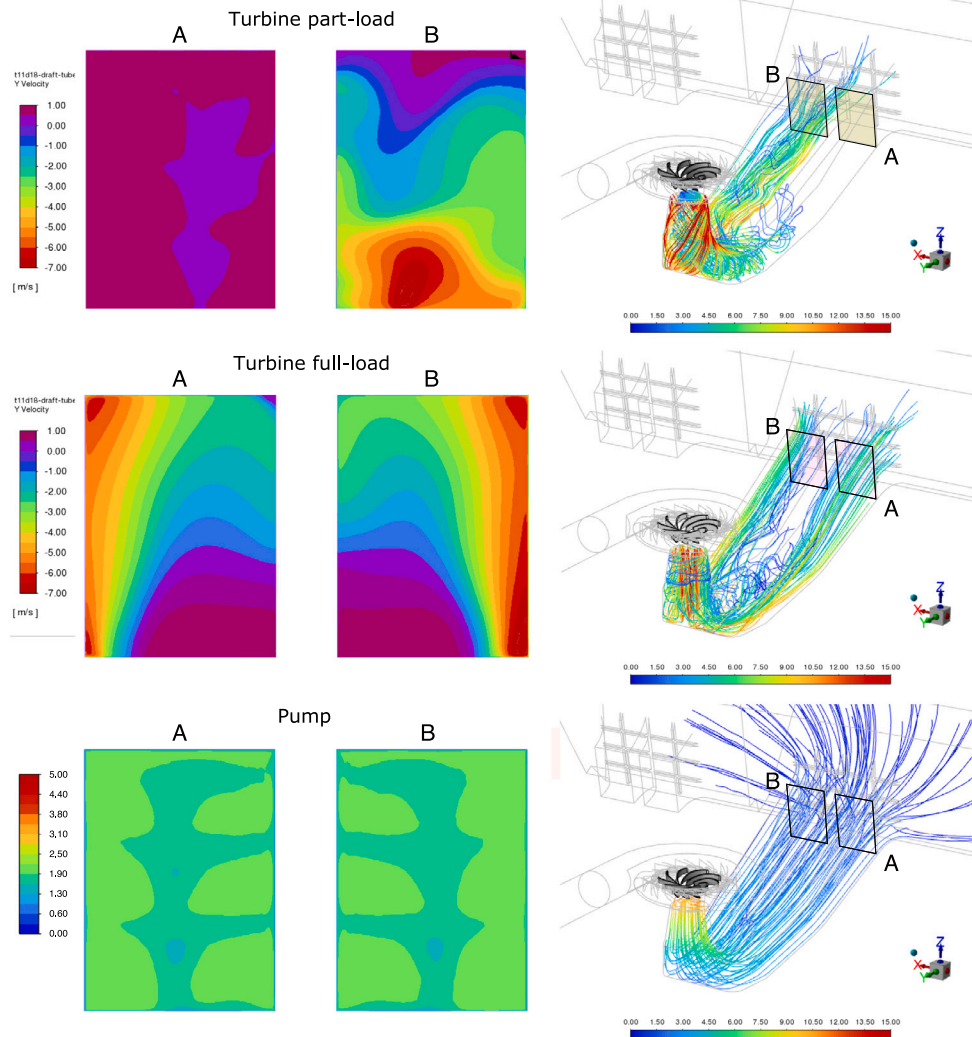 Turbine part-load
A
B
t11d18-draft-tube
Y Velocity
1.00
0.00
-1.00
-2.00
-3.00
-4.00
-5.00
-6.00
-7.00
[ m/s ]
B
A
Z
X
Y
0.00 1.50 3.00 4.50 6.00 7.50 9.00 10.50 12.00 13.50 15.00
Turbine full-load
A
B
t11d18-draft-tube
Y Velocity
1.00
0.00
-1.00
-2.00
-3.00
-4.00
-5.00
-6.00
-7.00
[ m/s ]
B
A
Z
X
Y
0.00 1.50 3.00 4.50 6.00 7.50 9.00 10.50 12.00 13.50 15.00
Pump
A
B
5.00
4.40
3.80
3.10
2.50
1.90
1.30
0.60
0.00
B
A
Z
X
Y
0.00 1.50 3.00 4.50 6.00 7.50 9.00 10.50 12.00 13.50 15.00